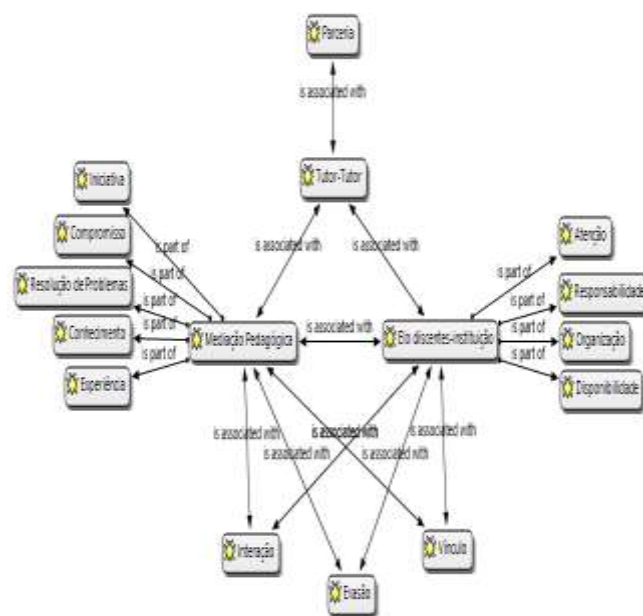 Parceria
is associated with
Tutor-Tutor
Iniciativa
Compromisso
Atenção
is part of
is associated with
is associated with
is part of
is part of
Resolução de Problemas
Responsabilidade
is part of
is part of
Conhecimento
is part of
Mediação Pedagógica
is associated with
Elo discentes-instituição
is part of
Organização
is part of
is part of
Experiência
Disponibilidade
is associated with
is associated with
is associated with
is associated with
is associated with
is associated with
Interação
Vínculo
Evasão